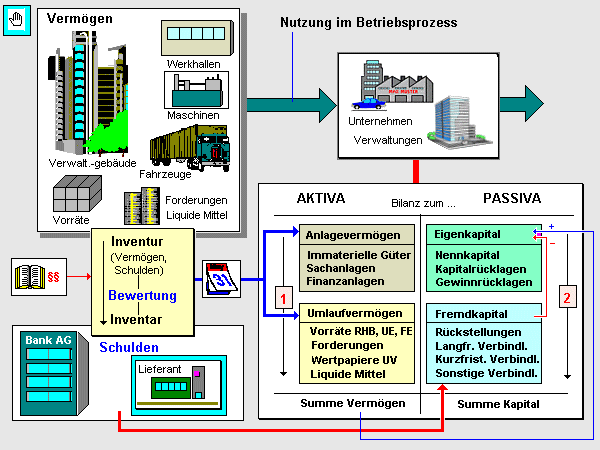 Vermögen
Werkhallen
Maschinen
Verwalt.-gebäude
Fahrzeuge
Vorräte
Forderungen
Liquide Mittel
Nutzung im Betriebsprozess
MAX MUSTER
Unternehmen
Verwaltungen
§§
Inventur
(Vermögen,
Schulden)
Bewertung
Inventar
31
Bank AG
Schulden
Lieferant
AKTIVA
Bilanz zum ...
PASSIVA
Anlagevermögen
Immaterielle Güter
Sachanlagen
Finanzanlagen
1
Umlaufvermögen
Vorräte RHB, UE, FE
Forderungen
Wertpapiere UV
Liquide Mittel
Summe Vermögen
Eigenkapital
+
−
Nennkapital
Kapitalrücklagen
Gewinnrücklagen
2
Fremdkapital
Rückstellungen
Langfr. Verbindl.
Kurzfrist. Verbindl.
Sonstige Verbindl.
Summe Kapital